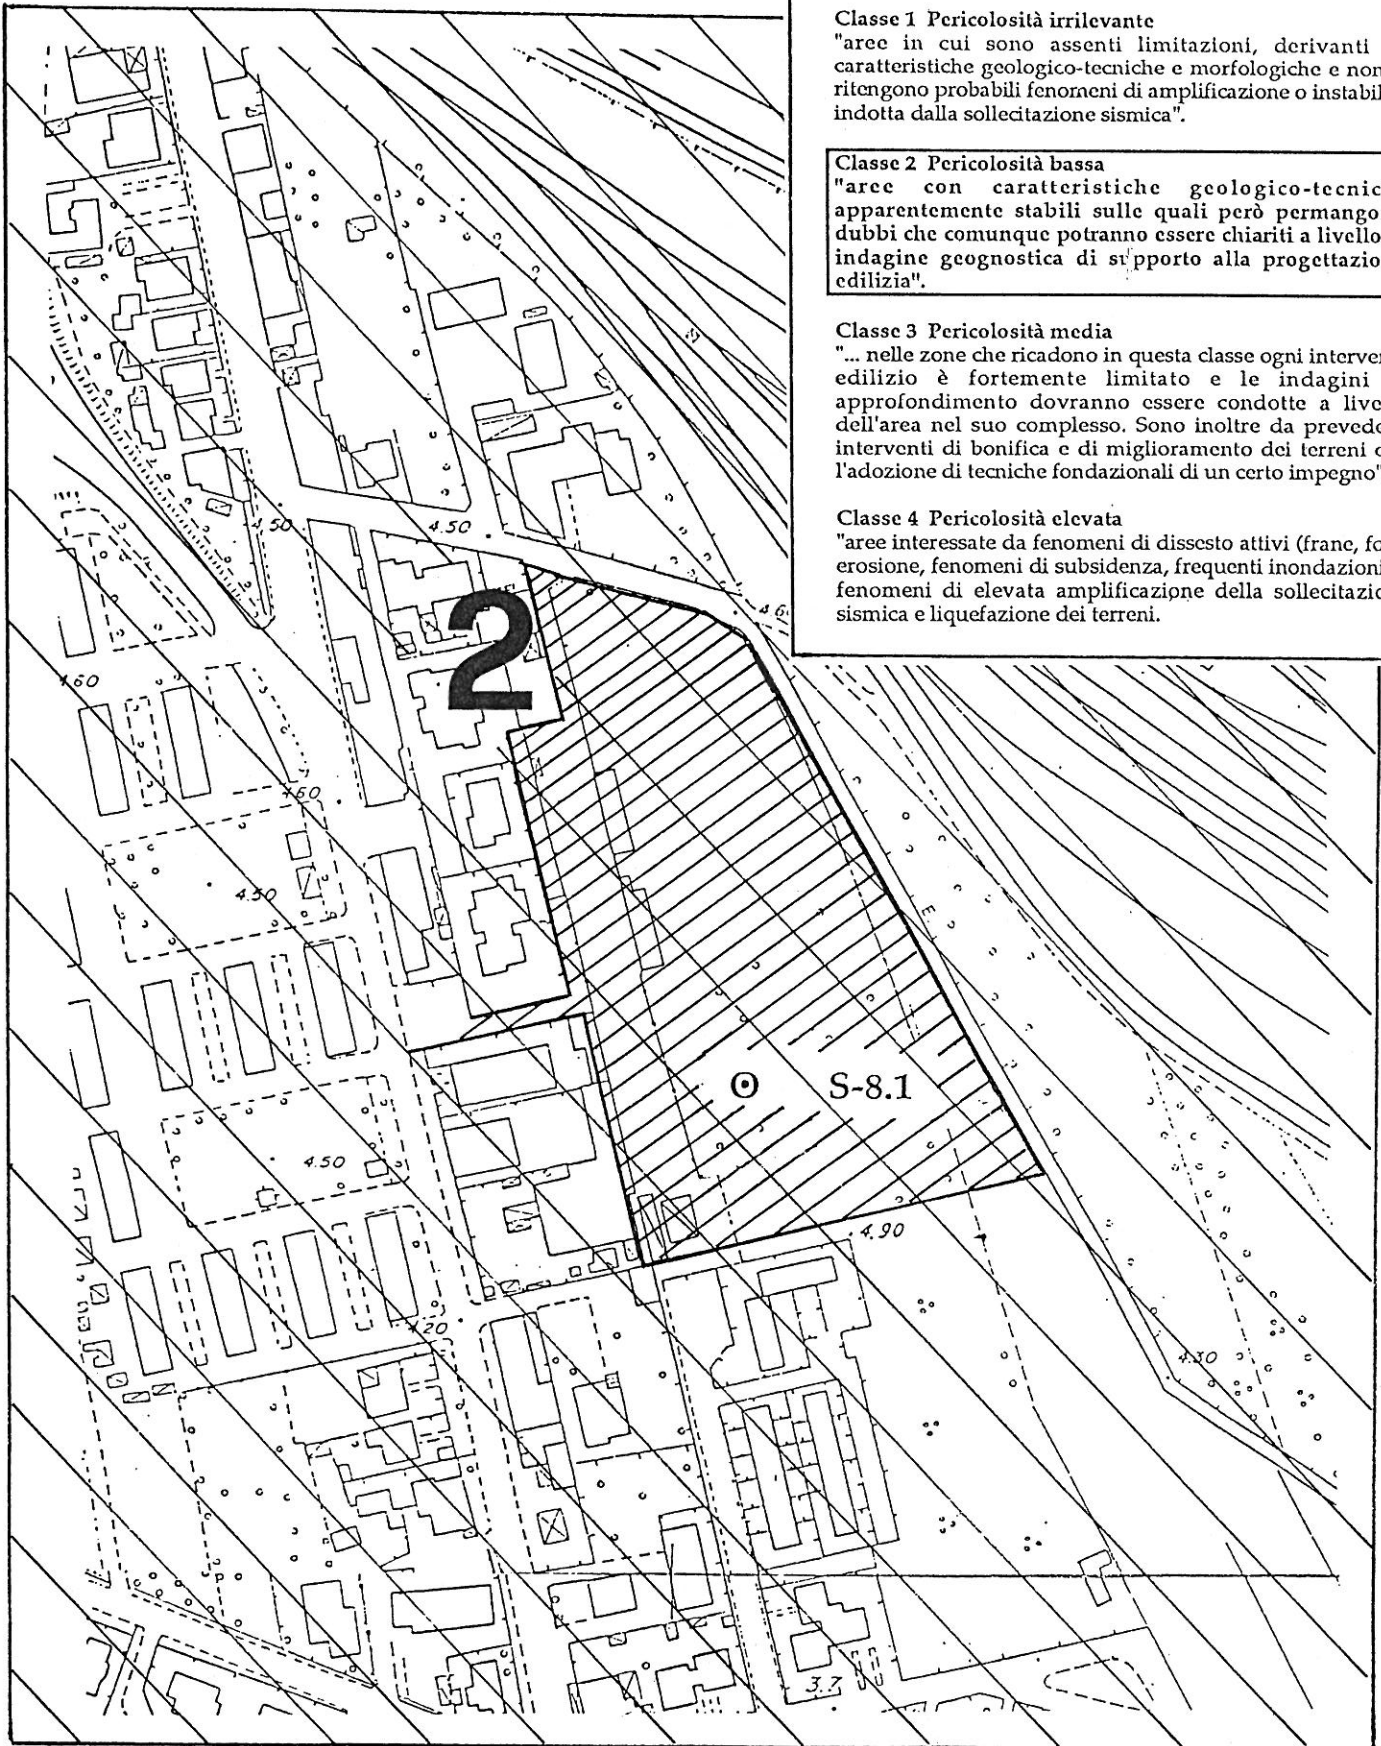 Classe 1 Pericolosità irrilevante
"aree in cui sono assenti limitazioni, derivanti
caratteristiche geologico-tecniche e morfologiche e non
ritengono probabili fenomeni di amplificazione o instabil
indotta dalla sollecitazione sismica".
Classe 2 Pericolosità bassa
"aree con caratteristiche geologico-tecnic
apparentemente stabili sulle quali però permango
dubbi che comunque potranno essere chiariti a livello
indagine geognostica di supporto alla progettazio
edilizia".
Classe 3 Pericolosità media
"... nelle zone che ricadono in questa classe ogni interver
edilizio è fortemente limitato e le indagini
approfondimento dovranno essere condotte a live
dell'area nel suo complesso. Sono inoltre da prevede
interventi di bonifica e di miglioramento dei terreni o
l'adozione di tecniche fondazionali di un certo impegno"
Classe 4 Pericolosità elevata
"aree interessate da fenomeni di dissesto attivi (frane, fo
erosione, fenomeni di subsidenza, frequenti inondazioni
fenomeni di elevata amplificazione della sollecitazio
sismica e liquefazione dei terreni.
4.50
4.50
2
4.60
4.60
4.60
4.50
S-8.1
4.50
4.90
4.20
4.30
3.7